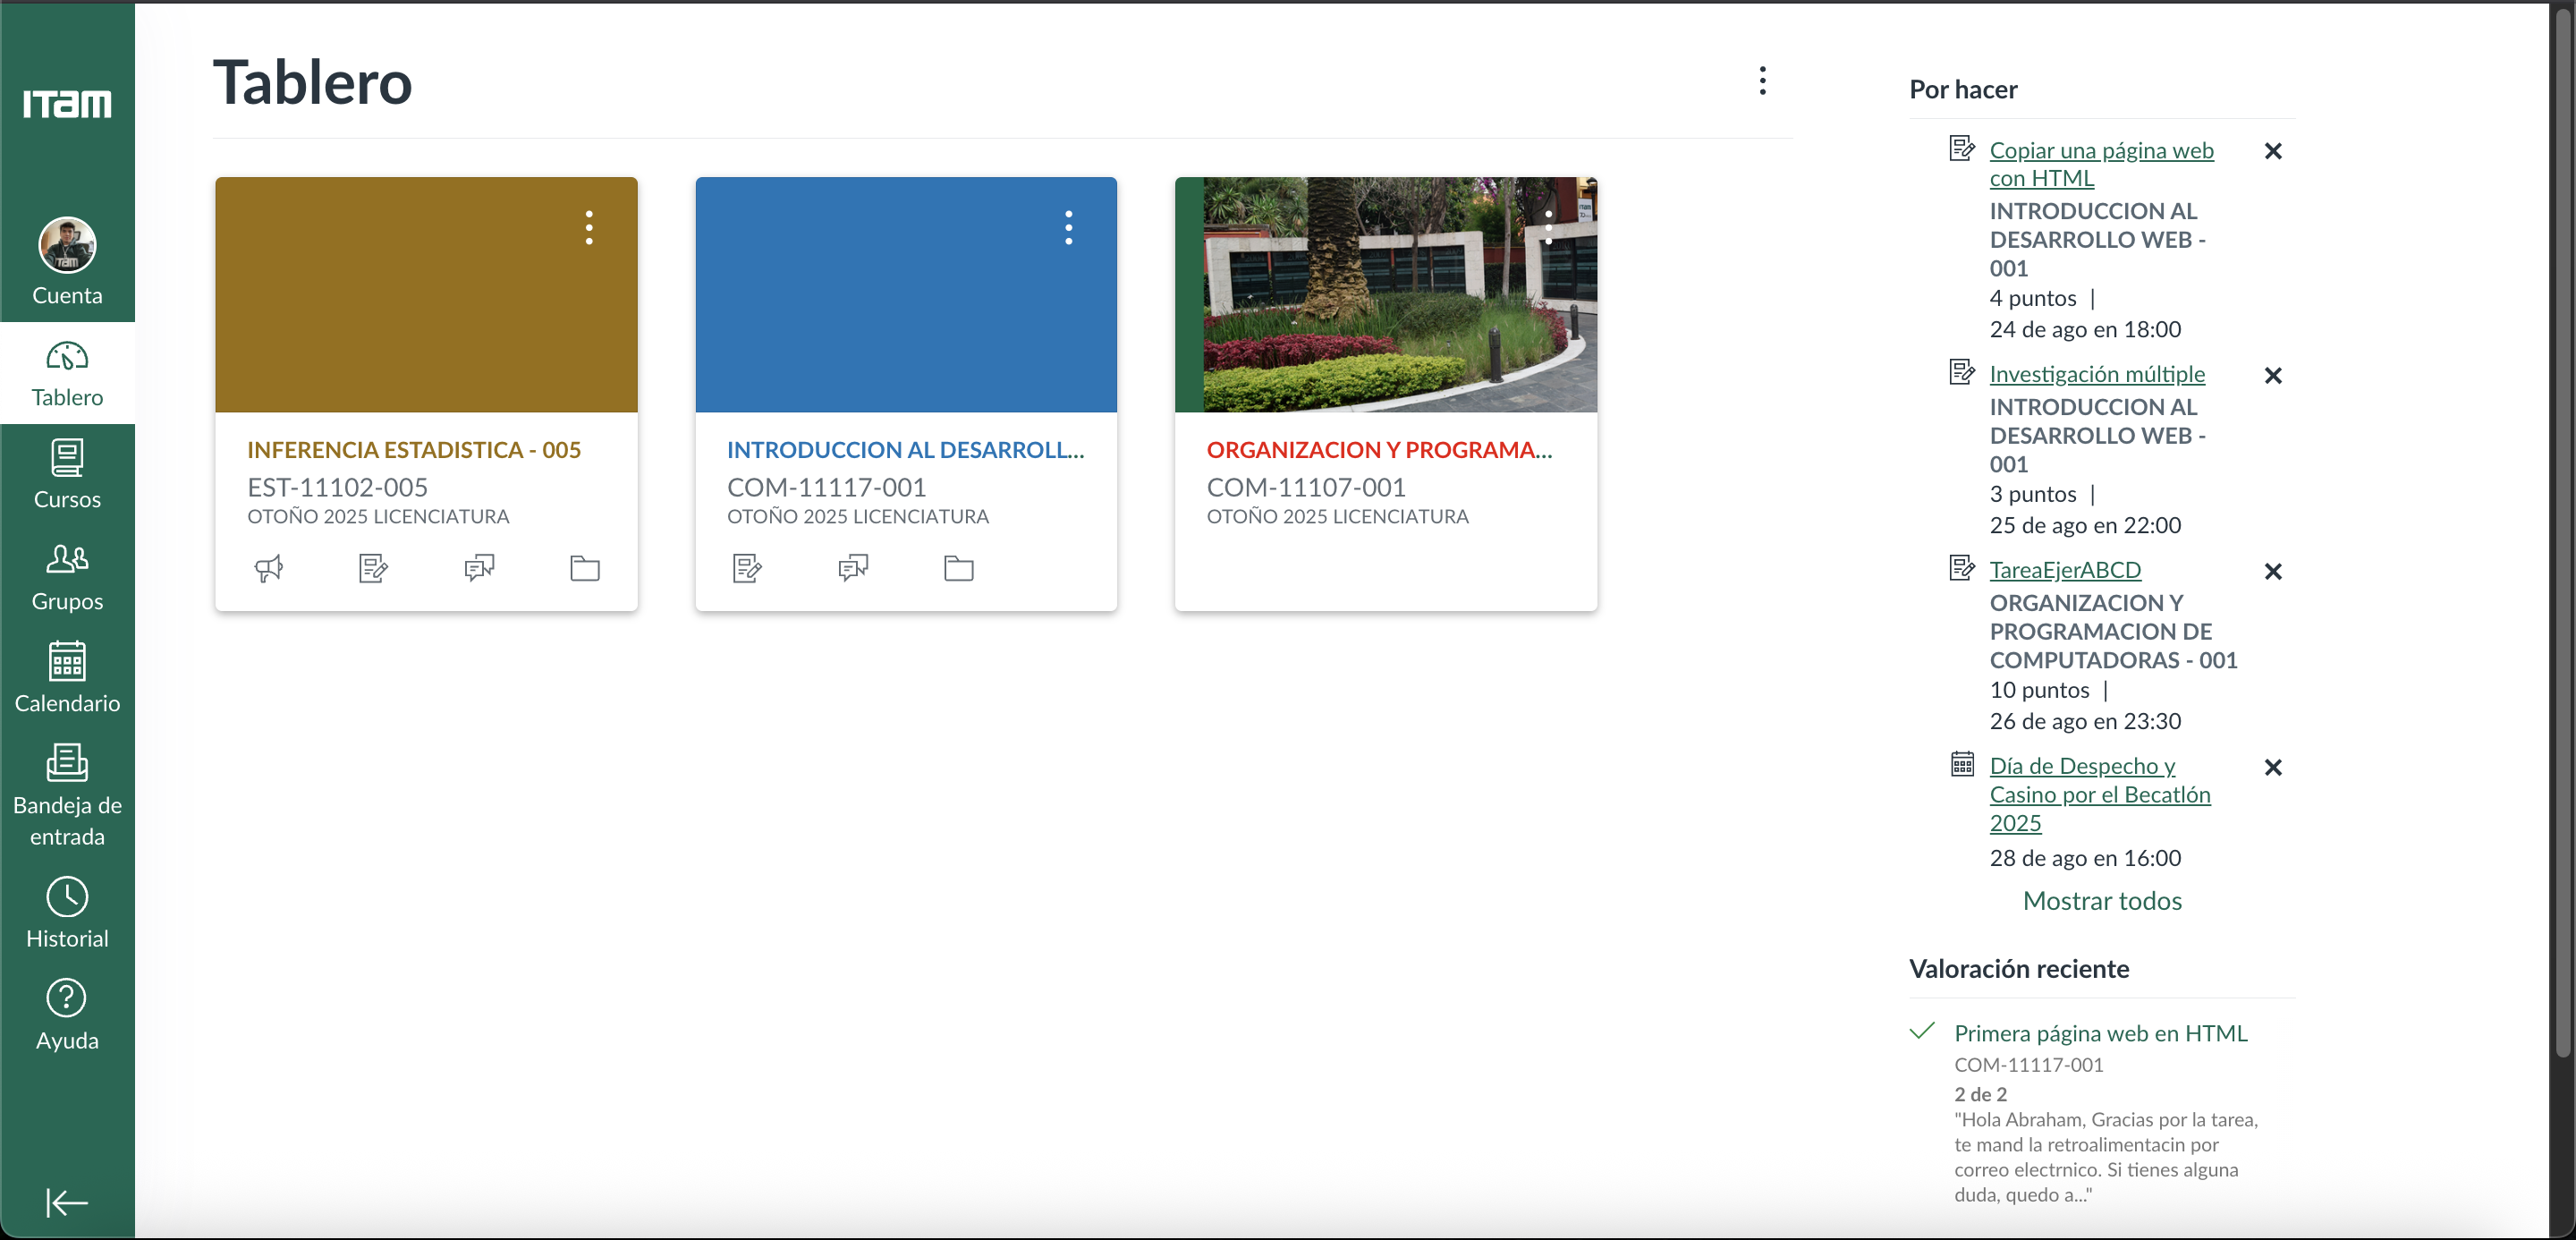 ITAM
Cuenta
Tablero
Cursos
Grupos
Calendario
Bandeja de
entrada
Historial
Ayuda
Tablero
INFERENCIA ESTADISTICA - 005
EST-11102-005
OTOÑO 2025 LICENCIATURA
INTRODUCCION AL DESARROLL...
COM-11117-001
OTOÑO 2025 LICENCIATURA
ORGANIZACION Y PROGRAMA...
COM-11107-001
OTOÑO 2025 LICENCIATURA
Por hacer
Copiar una página web
con HTML
INTRODUCCION AL
DESARROLLO WEB -
001
4 puntos |
24 de ago en 18:00
Investigación múltiple
INTRODUCCION AL
DESARROLLO WEB -
001
3 puntos |
25 de ago en 22:00
TareaEjerABCD
ORGANIZACION Y
PROGRAMACION DE
COMPUTADORAS - 001
10 puntos |
26 de ago en 23:30
Día de Despecho y
Casino por el Becatlón
2025
28 de ago en 16:00
Mostrar todos
Valoración reciente
Primera página web en HTML
COM-11117-001
2 de 2
"Hola Abraham, Gracias por la tarea,
te mand la retroalimentacin por
correo electrnico. Si tienes alguna
duda, quedo a..."